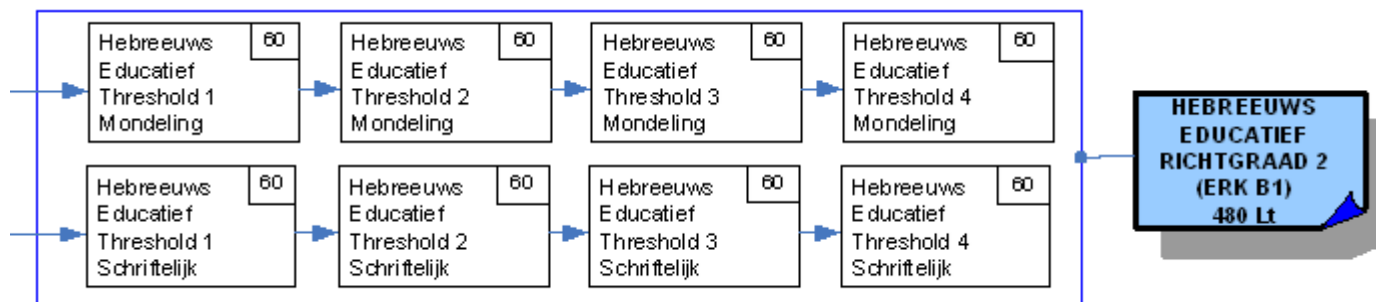 Hebreeuws 60
Educatief
Threshold 1
Mondeling
Hebreeuws 60
Educatief
Threshold 2
Mondeling
Hebreeuws 60
Educatief
Threshold 3
Mondeling
Hebreeuws 60
Educatief
Threshold 4
Mondeling
Hebreeuws 60
Educatief
Threshold 1
Schriftelijk
Hebreeuws 60
Educatief
Threshold 2
Schriftelijk
Hebreeuws 60
Educatief
Threshold 3
Schriftelijk
Hebreeuws 60
Educatief
Threshold 4
Schriftelijk
HEBREEUWS
EDUCATIEF
RICHTGRAAD 2
(ERK B1)
480 Lt